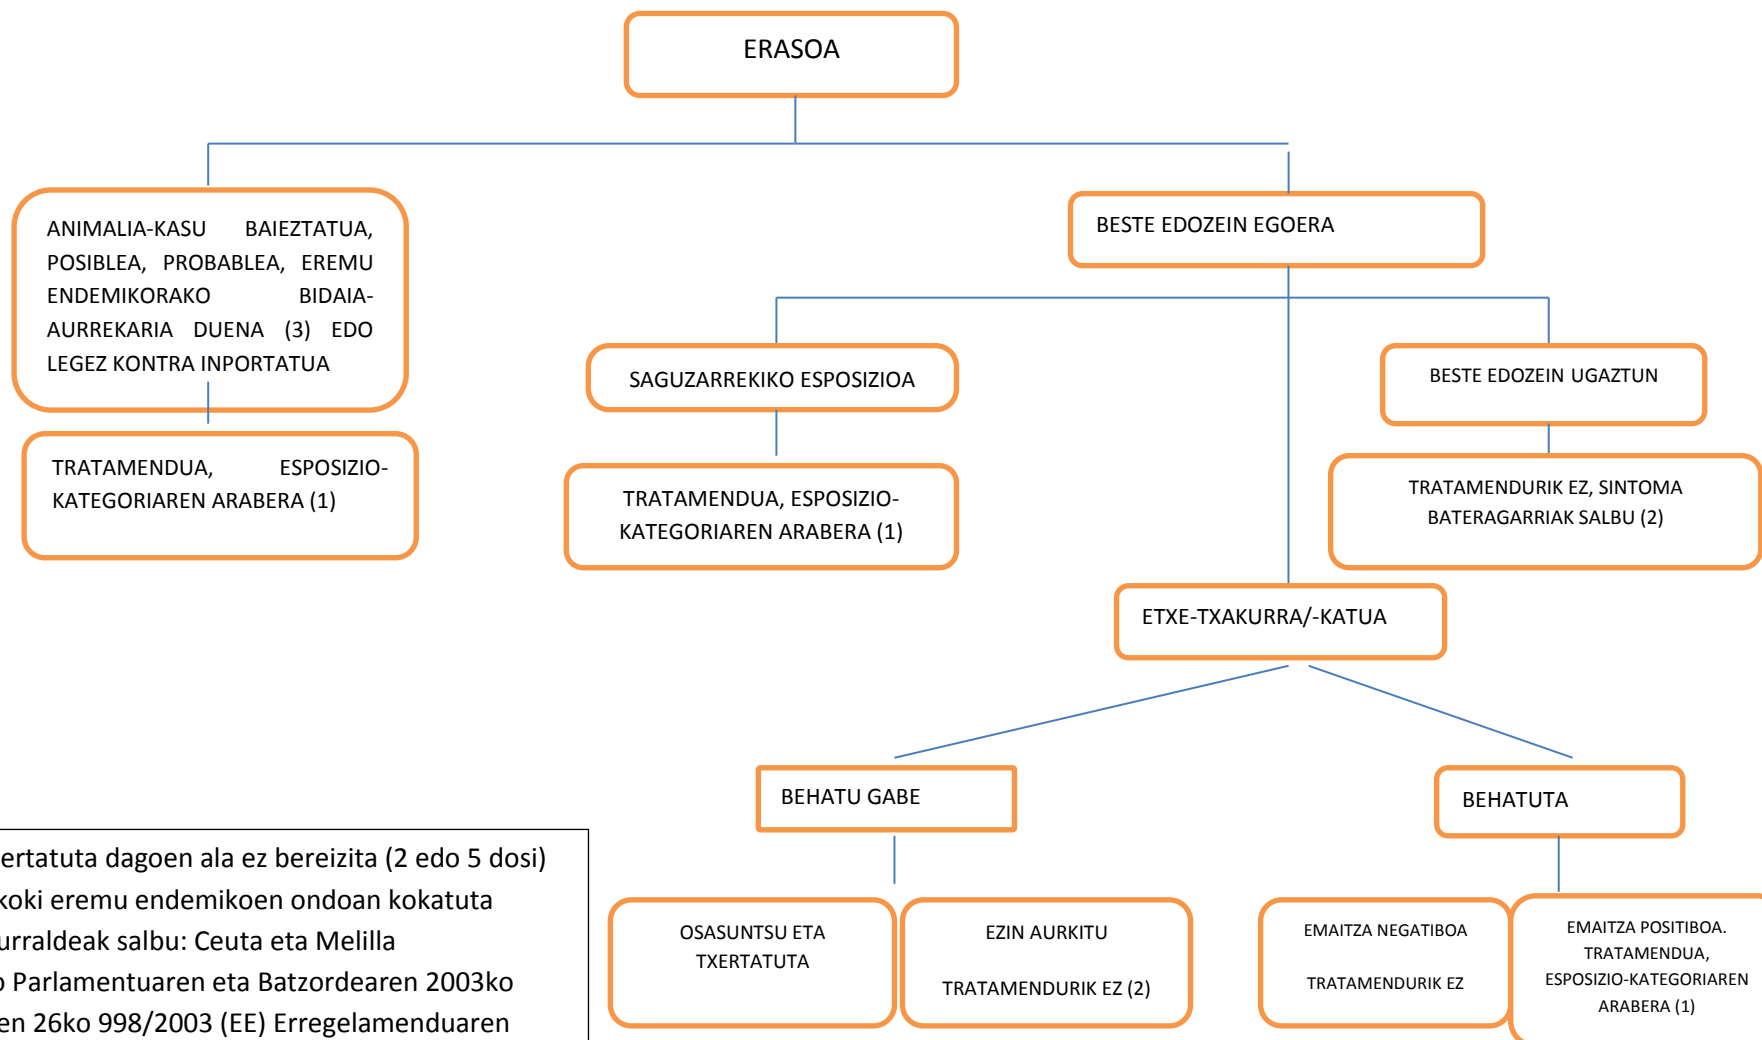 ERASOA
ANIMALIA-KASU BAIEZTATUA,
POSIBLEA, PROBABLEA, EREMU
ENDEMIKORAKO BIDAIA-
AURREKARIA DUENA (3) EDO
LEGEZ KONTRA INPORTATUA
BESTE EDOZEIN EGOERA
SAGUZARREKIKO ESPOSIZIOA
BESTE EDOZEIN UGAZTUN
TRATAMENDUA, ESPOSIZIO-
KATEGORIAREN ARABERA (1)
TRATAMENDUA, ESPOSIZIO-
KATEGORIAREN ARABERA (1)
TRATAMENDURIK EZ, SINTOMA
BATERAGARRIAK SALBU (2)
ETXE-TXAKURRA/-KATUA
BEHATU GABE
BEHATUTA
OSASUNTSU ETA
TXERTATUTA
EZIN AURKITU
TRATAMENDURIK EZ (2)
EMAITZA NEGATIBOA
TRATAMENDURIK EZ
EMAITZA POSITIBOA.
TRATAMENDUA,
ESPOSIZIO-KATEGORIAREN
ARABERA (1)
dagoen ala ez bereizita (2 edo 5 dosi)
eremu endemikoen ondoan kokatuta
salbu: Ceuta eta Melilla
Parlamentuaren eta Batzordearen 2003ko
26ko 998/2003 (EE) Erregelamenduaren